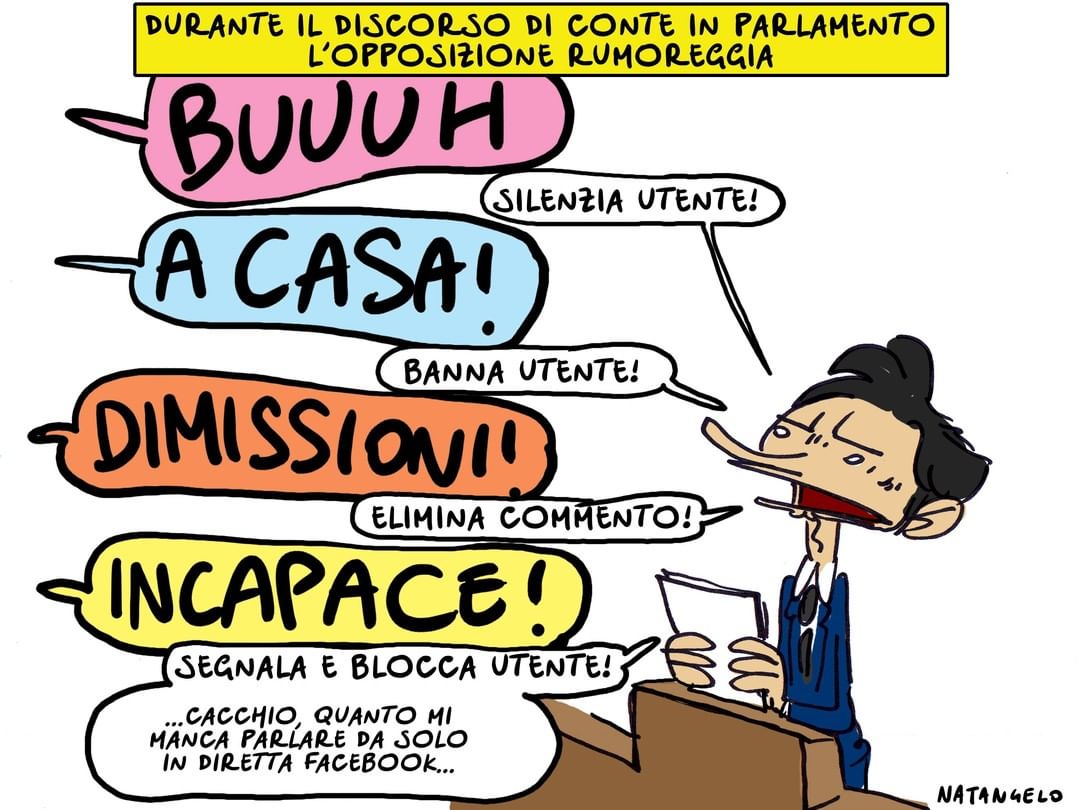 DURANTE IL DISCORSO DI CONTE IN PARLAMENTO
L'OPPOSIZIONE RUMOREGGIA
BUUUH
SILENZIA UTENTE!
A CASA!
BANNA UTENTE!
DIMISSIONI!
ELIMINA COMMENTO!
INCAPACE!
SEGNALA E BLOCCA UTENTE!
...CACCHIO, QUANTO MI
MANCA PARLARE DA SOLO
IN DIRETTA FACEBOOK...
NATANGELO